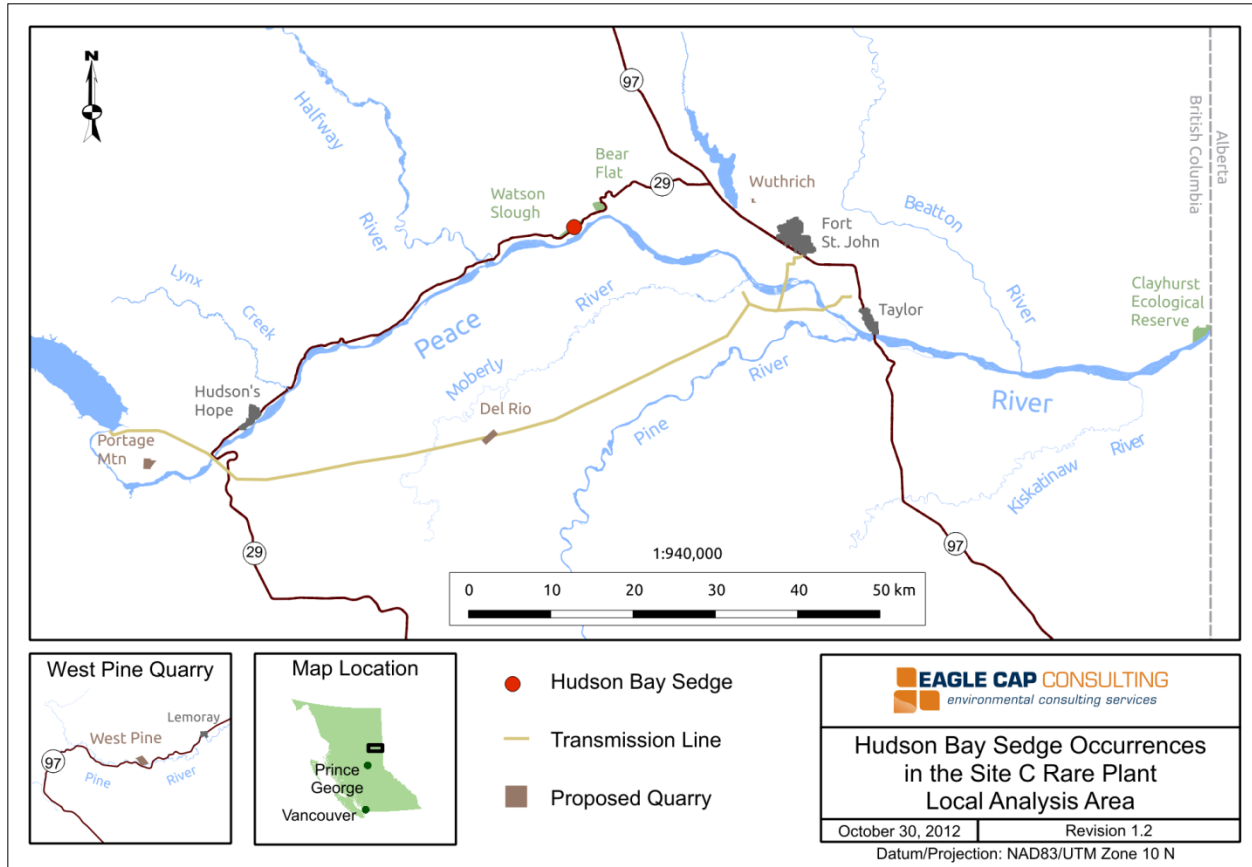 N
97
Halfway
River
Bear
Flat
29
Wuthrich
Watson
Slough
Fort
St. John
Beatton
River
British Columbia
Alberta
Lynx
Creek
Peace
River
Moberly
River
Clayhurst
Ecological
Reserve
Taylor
Hudson's
Hope
Del Rio
Pine
River
Kiskatinaw
River
Portage
Mtn
29
97
1:940,000
0 10 20 30 40 50 km
West Pine Quarry
Lemoray
West Pine
97
Pine
River
Map Location
Prince
George
Vancouver
Hudson Bay Sedge
Transmission Line
Proposed Quarry
EAGLE CAP CONSULTING
environmental consulting services
Hudson Bay Sedge Occurrences
in the Site C Rare Plant
Local Analysis Area
October 30, 2012
Revision 1.2
Datum/Projection: NAD83/UTM Zone 10 N